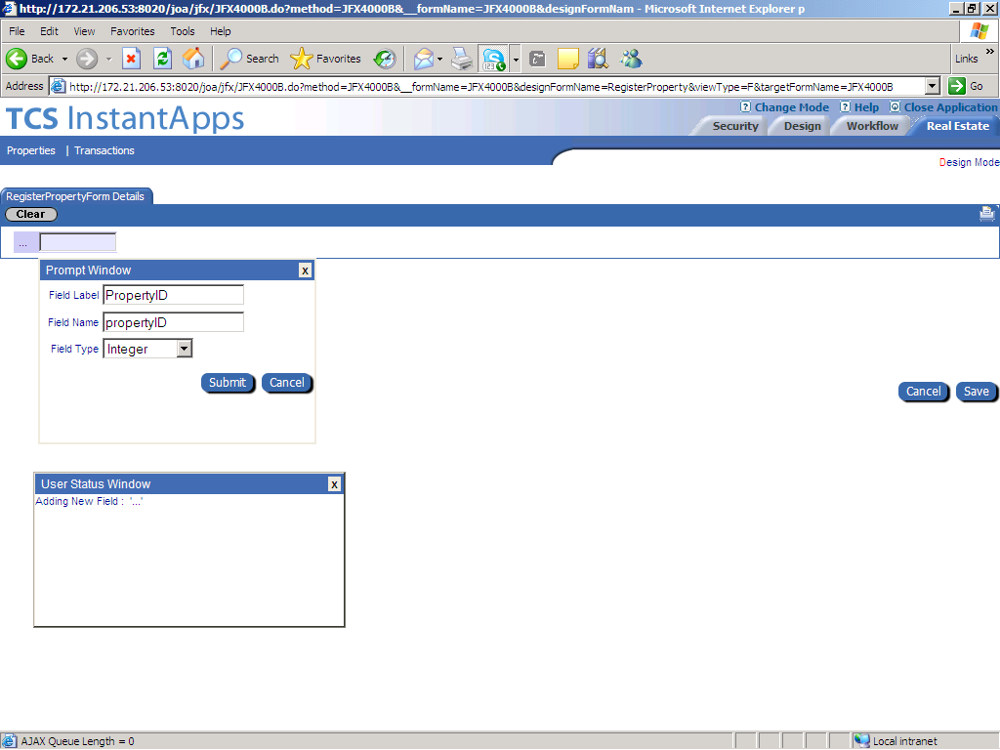 http://172.21.206.53:8020/joa/jfx/JFX4000B.do?method=JFX4000B&__formName=JFX4000B&designFormNam - Microsoft Internet Explorer p
File Edit View Favorites Tools Help
Back Search Favorites
Links »
Address http://172.21.206.53:8020/joa/jfx/JFX4000B.do?method=JFX4000B&__formName=JFX4000B&designFormName=RegisterProperty&viewType=F&targetFormName=JFX4000B Go
? Change Mode ? Help Close Application
TCS InstantApps
Security Design Workflow Real Estate
Properties | Transactions
Design Mode
RegisterPropertyForm Details
Clear
...
Prompt Window x
Field Label PropertyID
Field Name propertyID
Field Type Integer
Submit Cancel
Cancel Save
User Status Window x
Adding New Field : '...'
AJAX Queue Length = 0 Local intranet